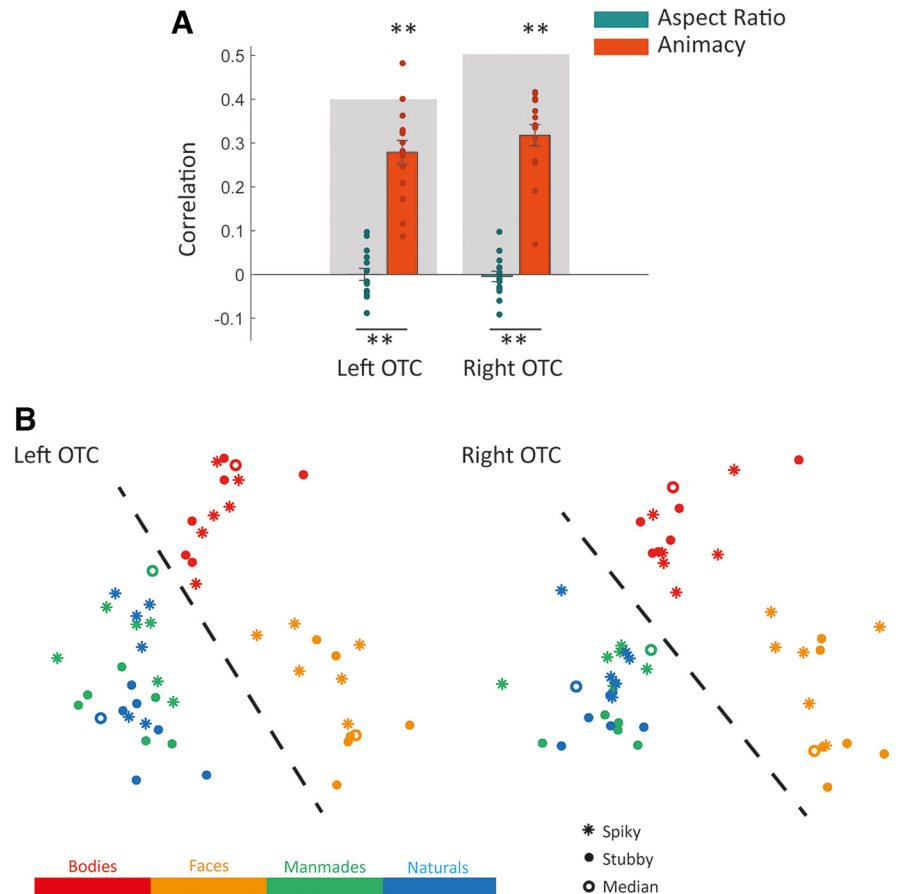 A
** **
Aspect Ratio
Animacy
0.5
0.4
0.3
0.2
0.1
0
-0.1
Correlation
** **
Left OTC Right OTC
B
Left OTC
Right OTC
Spiky
Stubby
Median
Bodies Faces Manmades Naturals